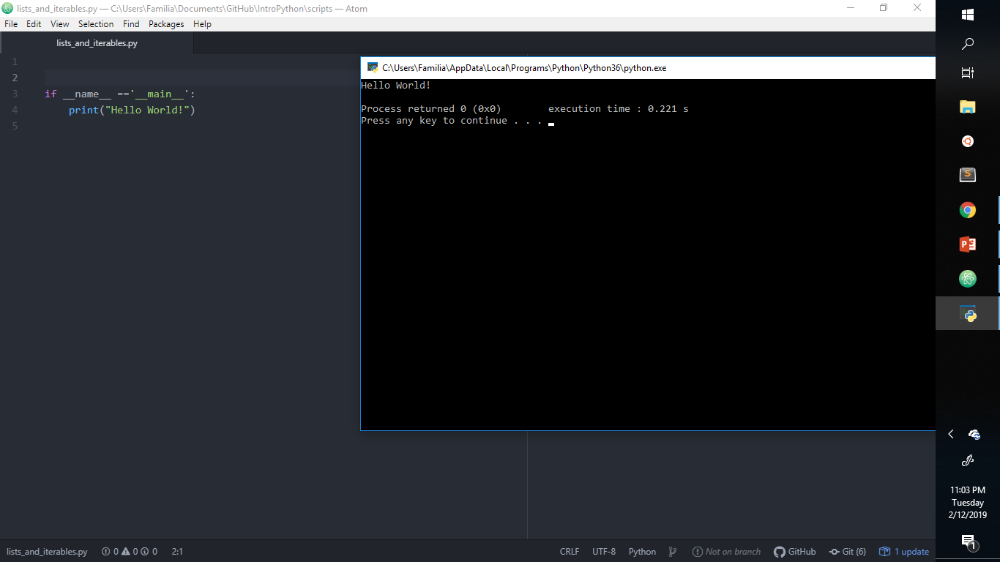 lists_and_iterables.py — C:\Users\Familia\Documents\GitHub\IntroPython\scripts — Atom
File Edit View Selection Find Packages Help
lists_and_iterables.py
1
2
3 if __name__ =='__main__':
4     print("Hello World!")
5
C:\Users\Familia\AppData\Local\Programs\Python\Python36\python.exe
Hello World!
Process returned 0 (0x0)        execution time : 0.221 s
Press any key to continue . . .
S
P
11:03 PM
Tuesday
2/12/2019
1
lists_and_iterables.py 0 0 0 2:1 CRLF UTF-8 Python Not on branch GitHub Git (6) 1 update